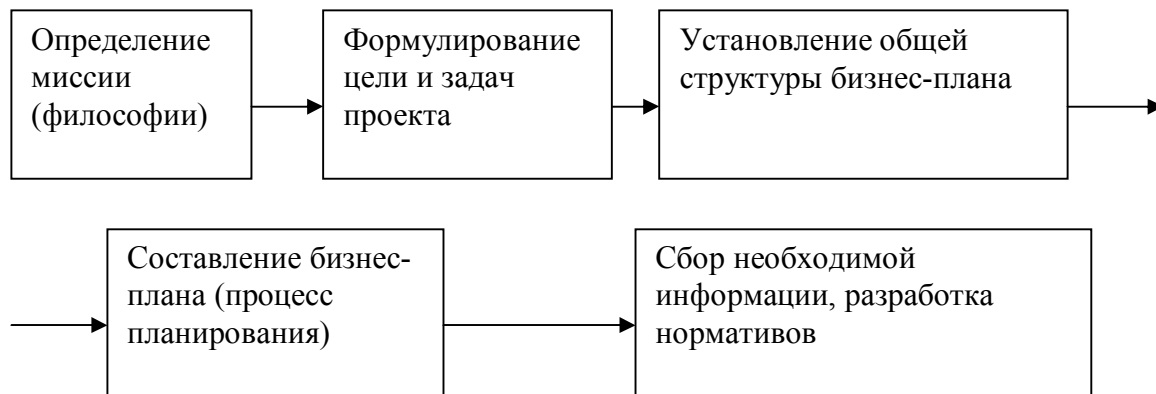 Определение
миссии
(философии)
Формулирование
цели и задач
проекта
Установление общей
структуры бизнес-плана
Составление бизнес-
плана (процесс
планирования)
Сбор необходимой
информации, разработка
нормативов